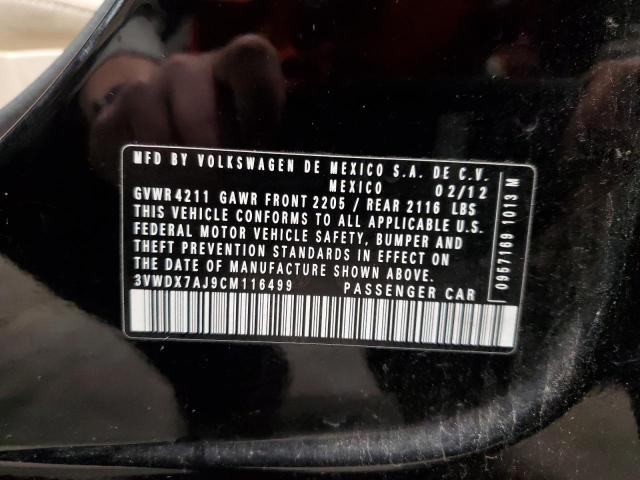 MFD BY VOLKSWAGEN DE MEXICO S.A. DE C.V.
MEXICO 02/12
GVWR 4211 GAWR FRONT 2205 / REAR 2116 LBS
THIS VEHICLE CONFORMS TO ALL APPLICABLE U.S.
FEDERAL MOTOR VEHICLE SAFETY, BUMPER AND
THEFT PREVENTION STANDARDS IN EFFECT ON
THE DATE OF MANUFACTURE SHOWN ABOVE.
3VWDX7AJ9CM116499 PASSENGER CAR
0957169 1013 M